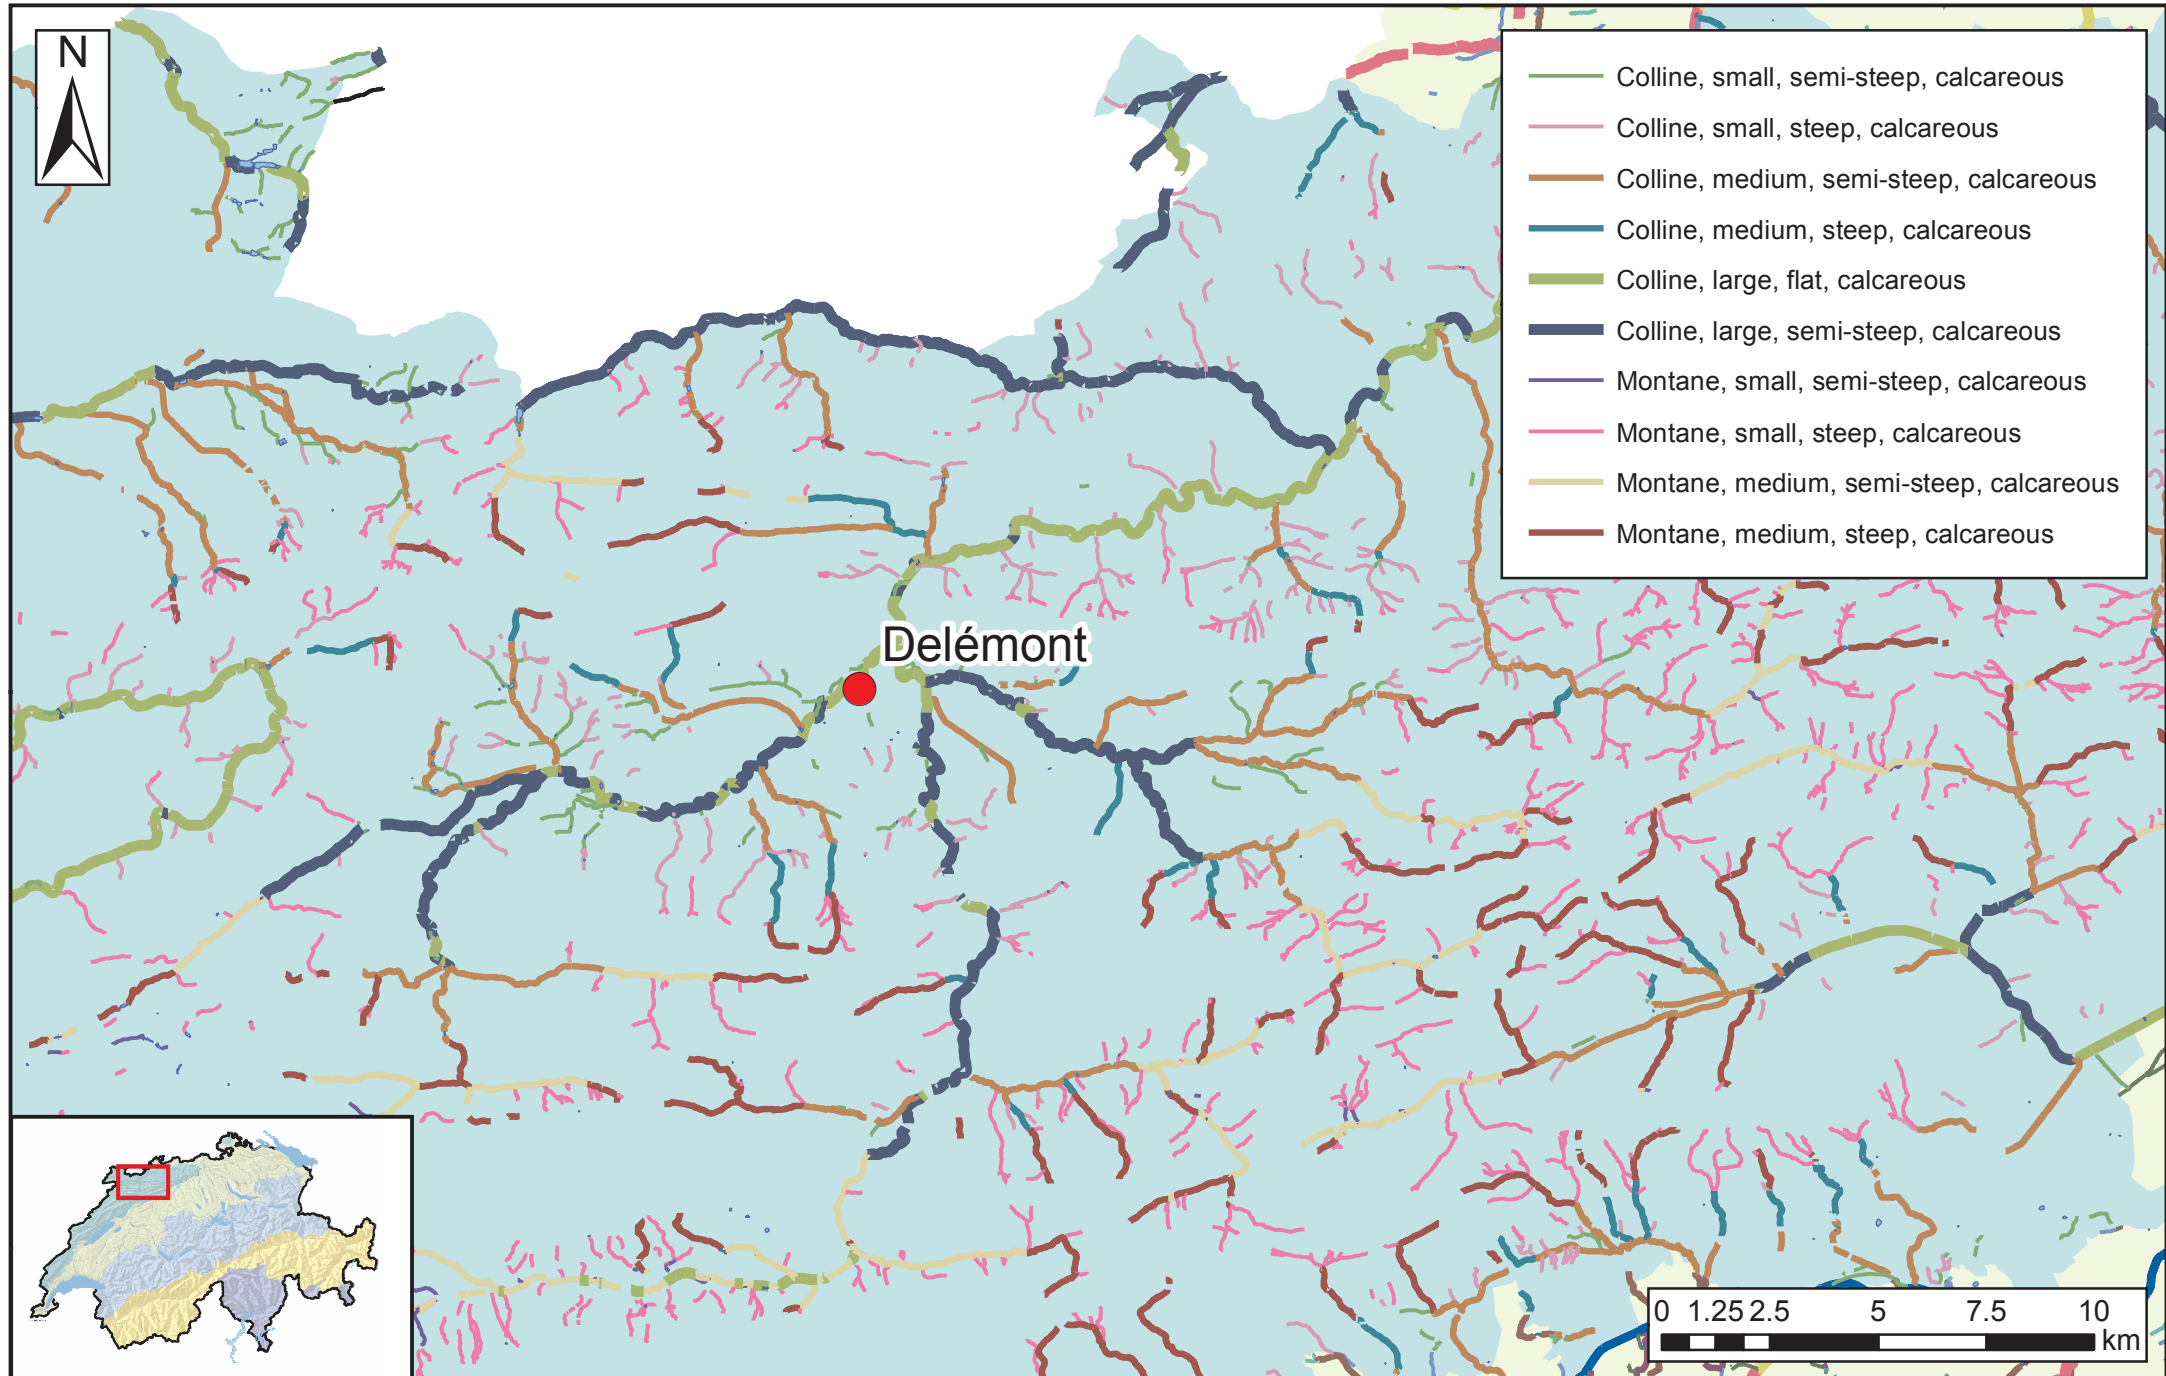 N
Colline, small, semi-steep, calcareous
Colline, small, steep, calcareous
Colline, medium, semi-steep, calcareous
Colline, medium, steep, calcareous
Colline, large, flat, calcareous
Colline, large, semi-steep, calcareous
Montane, small, semi-steep, calcareous
Montane, small, steep, calcareous
Montane, medium, semi-steep, calcareous
Montane, medium, steep, calcareous
Delémont
0 1.25 2.5 5 7.5 10
km